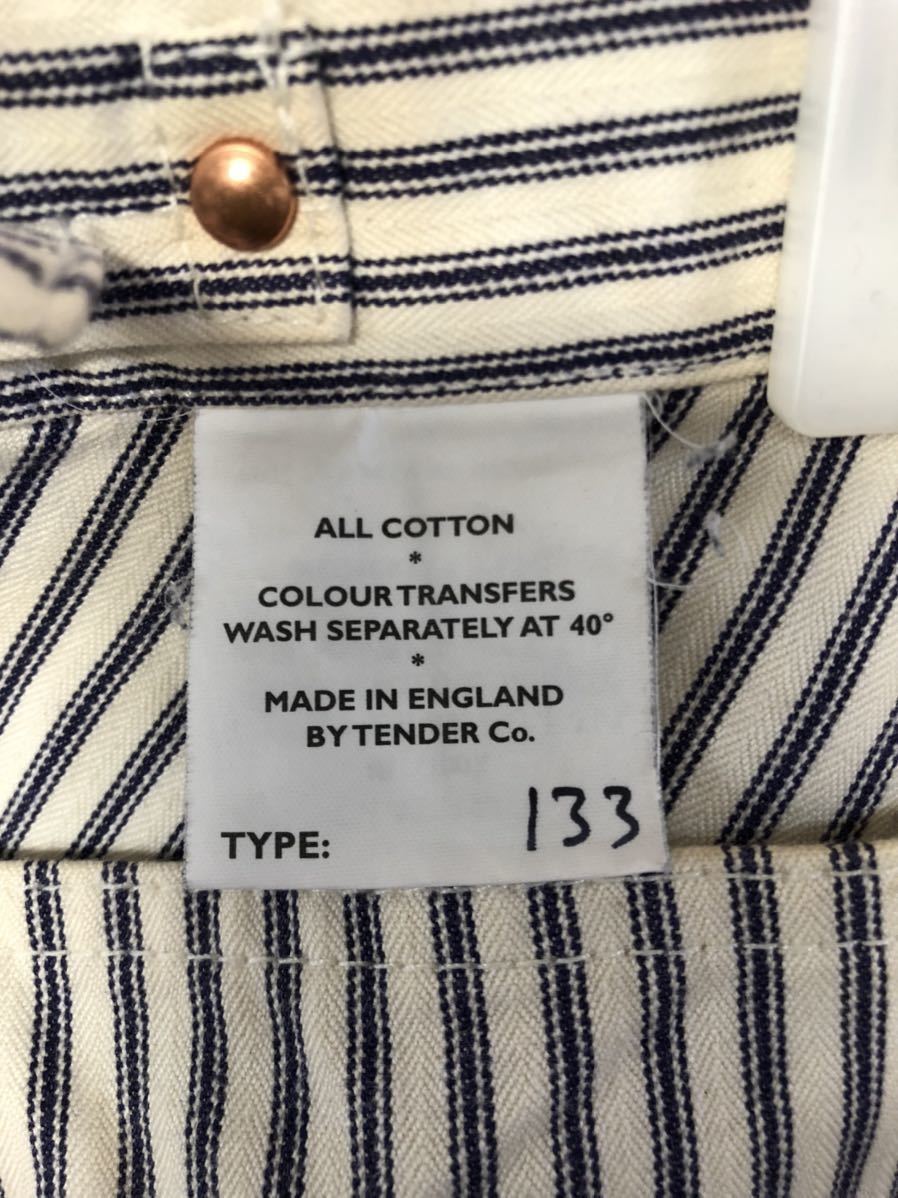 ALL COTTON
*
COLOUR TRANSFERS
WASH SEPARATELY AT 40°
*
MADE IN ENGLAND
BY TENDER Co.
TYPE: 133